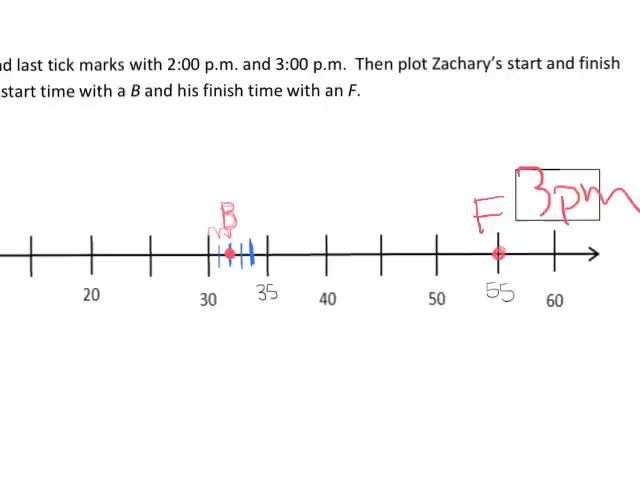 d last tick marks with 2:00 p.m. and 3:00 p.m. Then plot Zachary's start and finish
start time with a B and his finish time with an F.
3pm
F
B
20 30 35 40 50 55 60